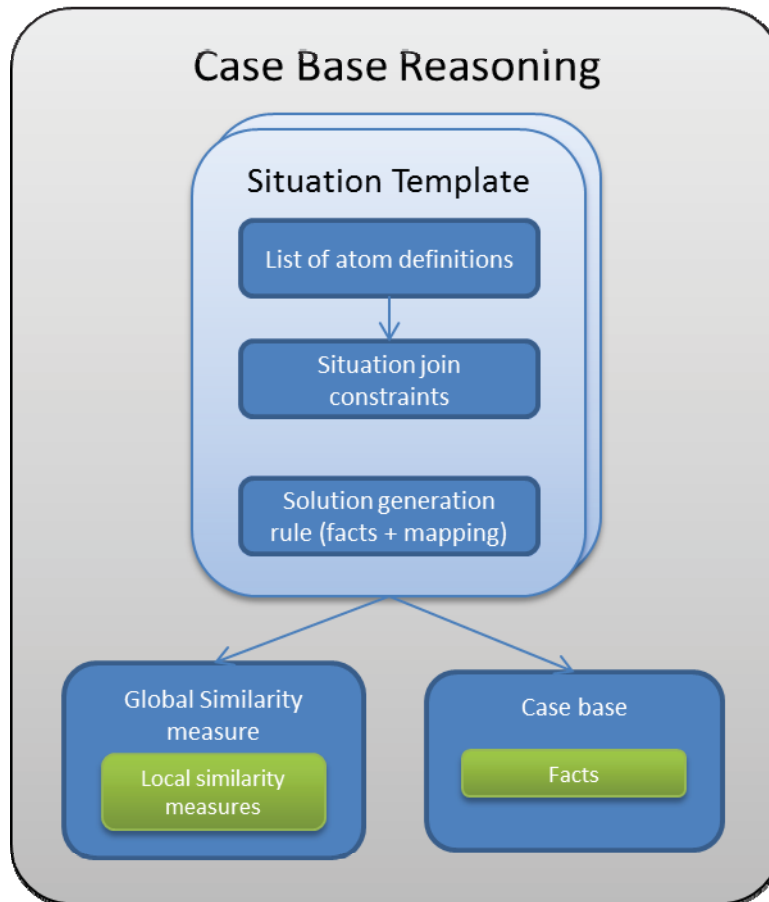 Case Base Reasoning
Situation Template
List of atom definitions
Situation join
constraints
Solution generation
rule (facts + mapping)
Global Similarity
measure
Local similarity
measures
Case base
Facts